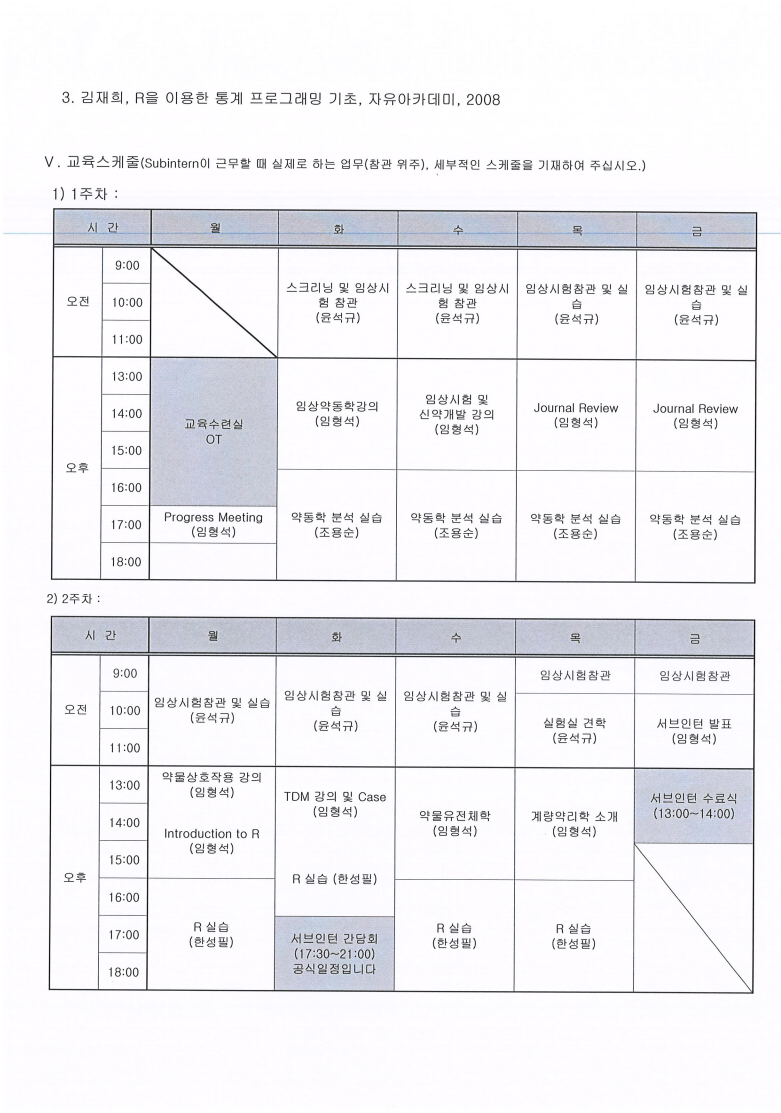 3. 김재희, R을 이용한 통계 프로그래밍 기초, 자유아카데미, 2008
Ⅴ. 교육스케줄(Subintern이 근무할 때 실제로 하는 업무(참관 위주), 세부적인 스케줄을 기재하여 주십시오.)
1) 1주차 :
시 간 월 화 수 목 금
오전
9:00
10:00
11:00
스크리닝 및 임상시
험 참관
(윤석규)
스크리닝 및 임상시
험 참관
(윤석규)
임상시험참관 및 실
습
(윤석규)
임상시험참관 및 실
습
(윤석규)
오후
13:00
14:00
15:00
16:00
17:00
18:00
교육수련실
OT
Progress Meeting
(임형석)
임상약동학강의
(임형석)
약동학 분석 실습
(조용순)
임상시험 및
신약개발 강의
(임형석)
약동학 분석 실습
(조용순)
Journal Review
(임형석)
약동학 분석 실습
(조용순)
Journal Review
(임형석)
약동학 분석 실습
(조용순)
2) 2주차 :
시 간 월 화 수 목 금
오전
9:00
10:00
11:00
임상시험참관 및 실습
(윤석규)
임상시험참관 및 실
습
(윤석규)
임상시험참관 및 실
습
(윤석규)
임상시험참관
실험실 견학
(윤석규)
임상시험참관
서브인턴 발표
(임형석)
오후
13:00
14:00
15:00
16:00
17:00
18:00
약물상호작용 강의
(임형석)
Introduction to R
(임형석)
R 실습
(한성필)
TDM 강의 및 Case
(임형석)
R 실습 (한성필)
서브인턴 간담회
(17:30~21:00)
공식일정입니다
약물유전체학
(임형석)
R 실습
(한성필)
계량약리학 소개
(임형석)
R 실습
(한성필)
서브인턴 수료식
(13:00~14:00)